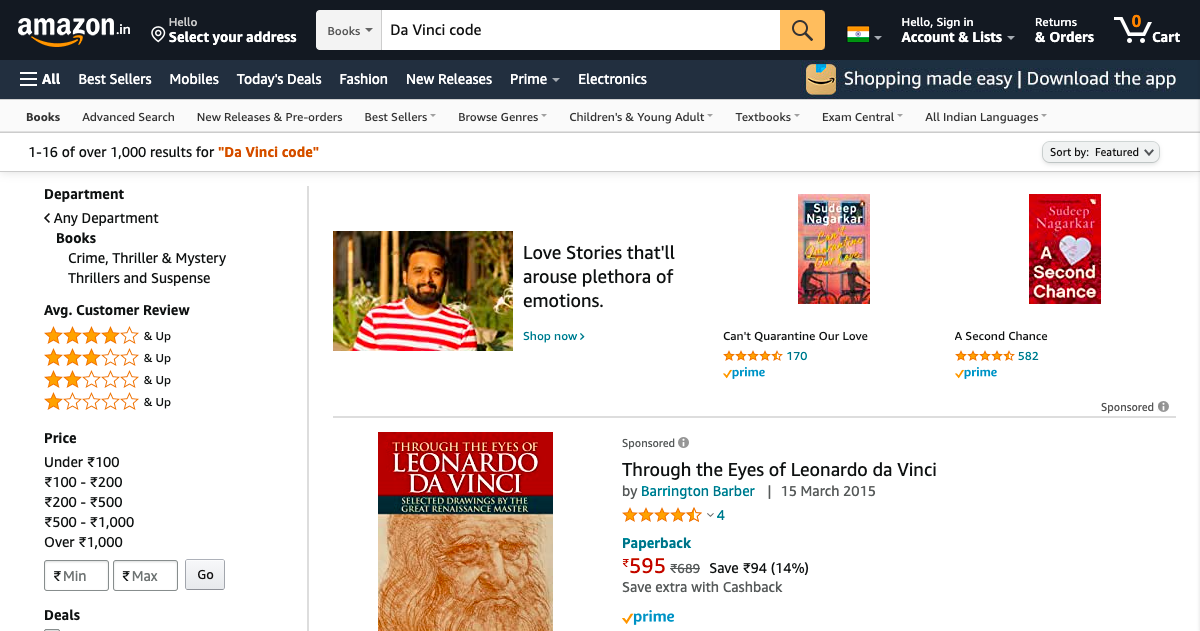 amazon.in
Hello
Select your address
Books
Da Vinci code
Hello, Sign in
Account & Lists
Returns
& Orders
0
Cart
All
Best Sellers
Mobiles
Today's Deals
Fashion
New Releases
Prime
Electronics
Shopping made easy | Download the app
Books
Advanced Search
New Releases & Pre-orders
Best Sellers
Browse Genres
Children's & Young Adult
Textbooks
Exam Central
All Indian Languages
1-16 of over 1,000 results for "Da Vinci code"
Sort by: Featured
Department
Any Department
Books
Crime, Thriller & Mystery
Thrillers and Suspense
Avg. Customer Review
& Up
& Up
& Up
& Up
Price
Under ₹100
₹100 - ₹200
₹200 - ₹500
₹500 - ₹1,000
Over ₹1,000
₹ Min
₹ Max
Go
Deals
Love Stories that'll
arouse plethora of
emotions.
Shop now
Sudeep
Nagarkar
Can't
Quarantine
Our Love
Can't Quarantine Our Love
170
prime
Sudeep
Nagarkar
A
Second
Chance
A Second Chance
582
prime
Sponsored
THROUGH THE EYES OF
LEONARDO
DA VINCI
SELECTED DRAWINGS BY THE
GREAT RENAISSANCE MASTER
Sponsored
Through the Eyes of Leonardo da Vinci
by Barrington Barber | 15 March 2015
4
Paperback
₹595 ₹689 Save ₹94 (14%)
Save extra with Cashback
prime